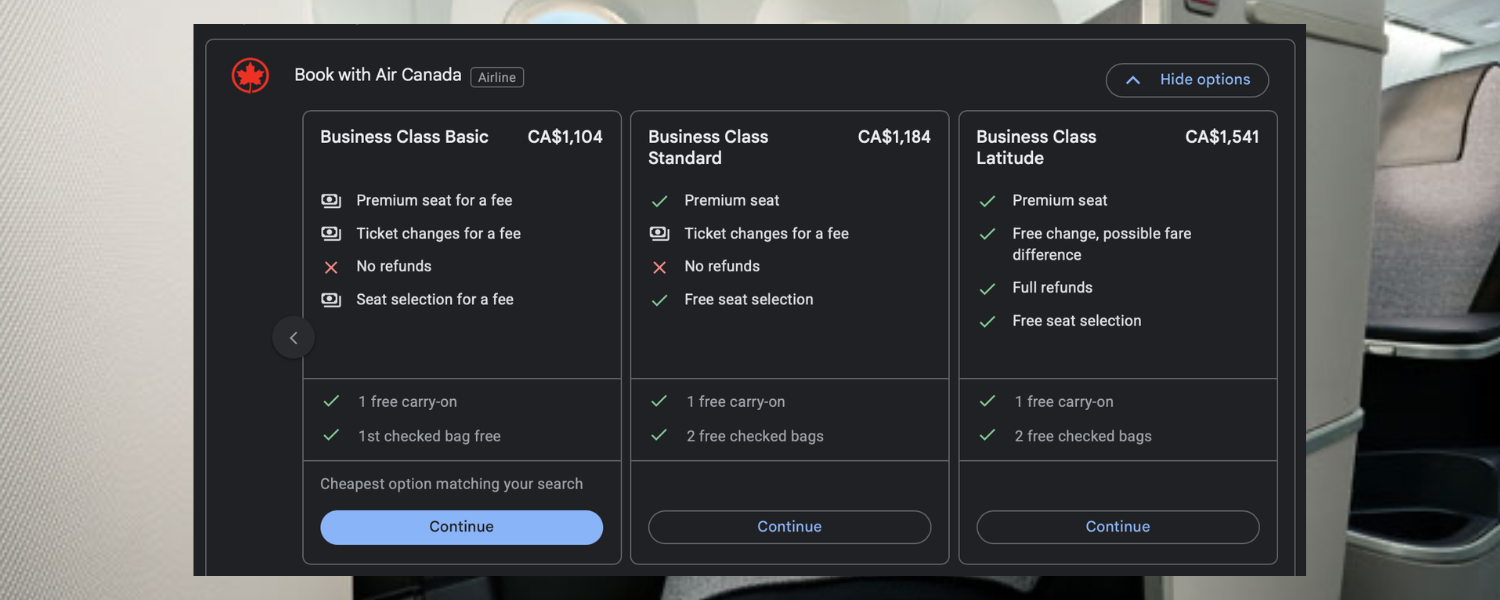 Book with Air Canada Airline
Hide options
Business Class Basic CA$1,104
Premium seat for a fee
Ticket changes for a fee
No refunds
Seat selection for a fee
1 free carry-on
1st checked bag free
Cheapest option matching your search
Continue
Business Class CA$1,184
Standard
Premium seat
Ticket changes for a fee
No refunds
Free seat selection
1 free carry-on
2 free checked bags
Continue
Business Class CA$1,541
Latitude
Premium seat
Free change, possible fare
difference
Full refunds
Free seat selection
1 free carry-on
2 free checked bags
Continue